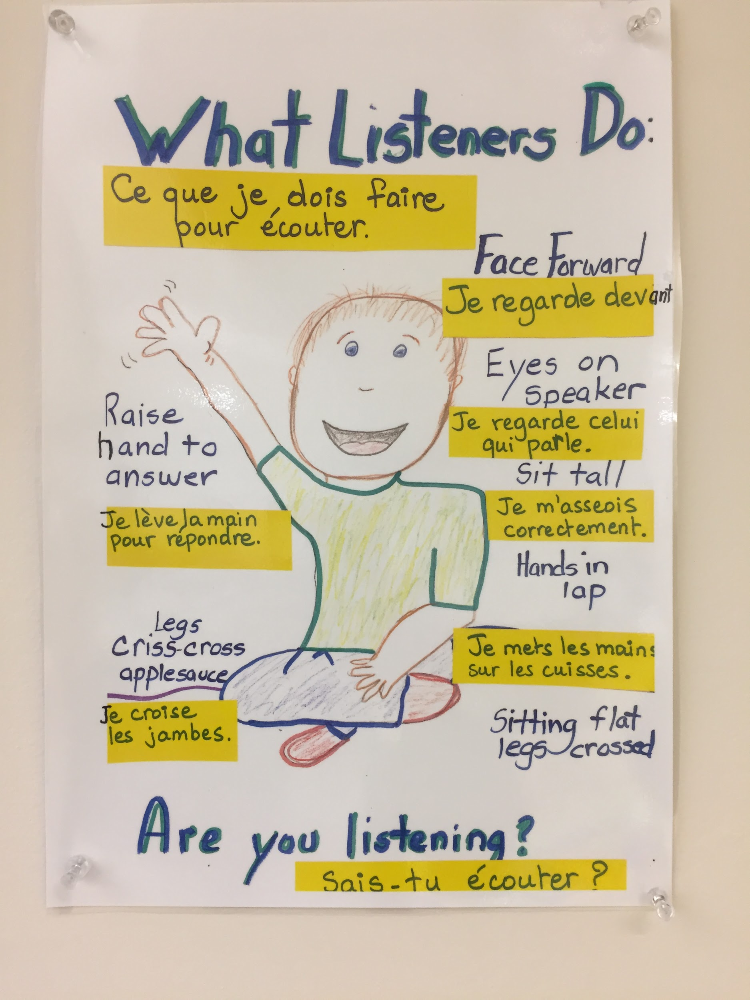 What Listeners Do:
Ce que je dois faire
pour écouter.
Face Forward
Je regarde devant
Eyes on
speaker
Je regarde celui
qui parle.
Sit tall
Je m'asseois
correctement.
Hands in
lap
Je mets les mains
sur les cuisses.
Sitting flat
legs crossed
Raise
hand to
answer
Je lève la main
pour répondre.
Legs
Criss-cross
applesauce
Je croise
les jambes.
Are you listening?
Sais-tu écouter ?